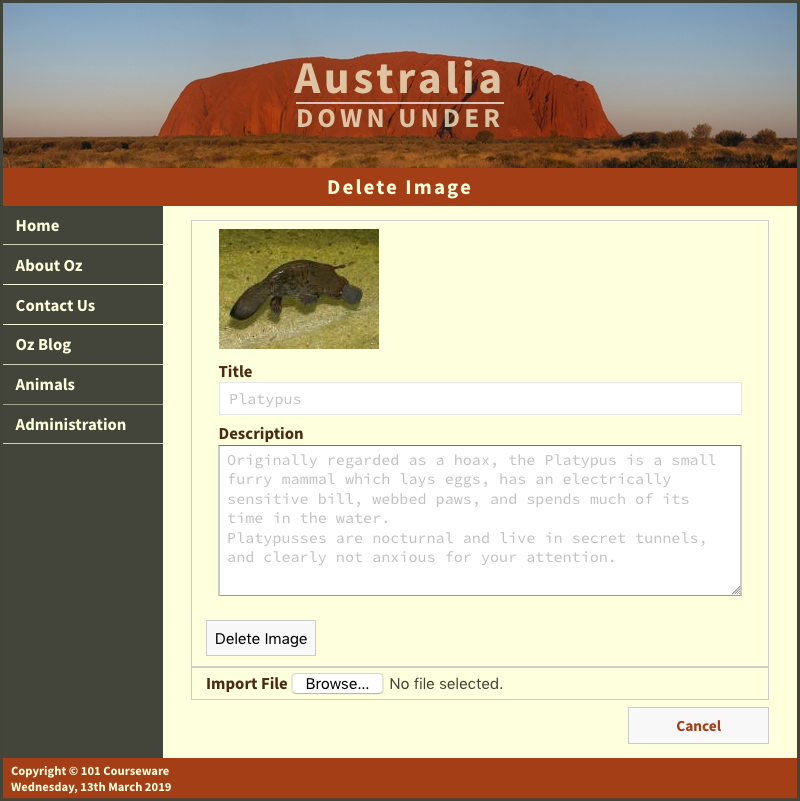 Australia
DOWN UNDER
Delete Image
Home
About Oz
Contact Us
Oz Blog
Animals
Administration
Title
Platypus
Description
Originally regarded as a hoax, the Platypus is a small
furry mammal which lays eggs, has an electrically
sensitive bill, webbed paws, and spends much of its
time in the water.
Platypusses are nocturnal and live in secret tunnels,
and clearly not anxious for your attention.
Delete Image
Import File Browse... No file selected.
Cancel
Copyright © 101 Courseware
Wednesday, 13th March 2019